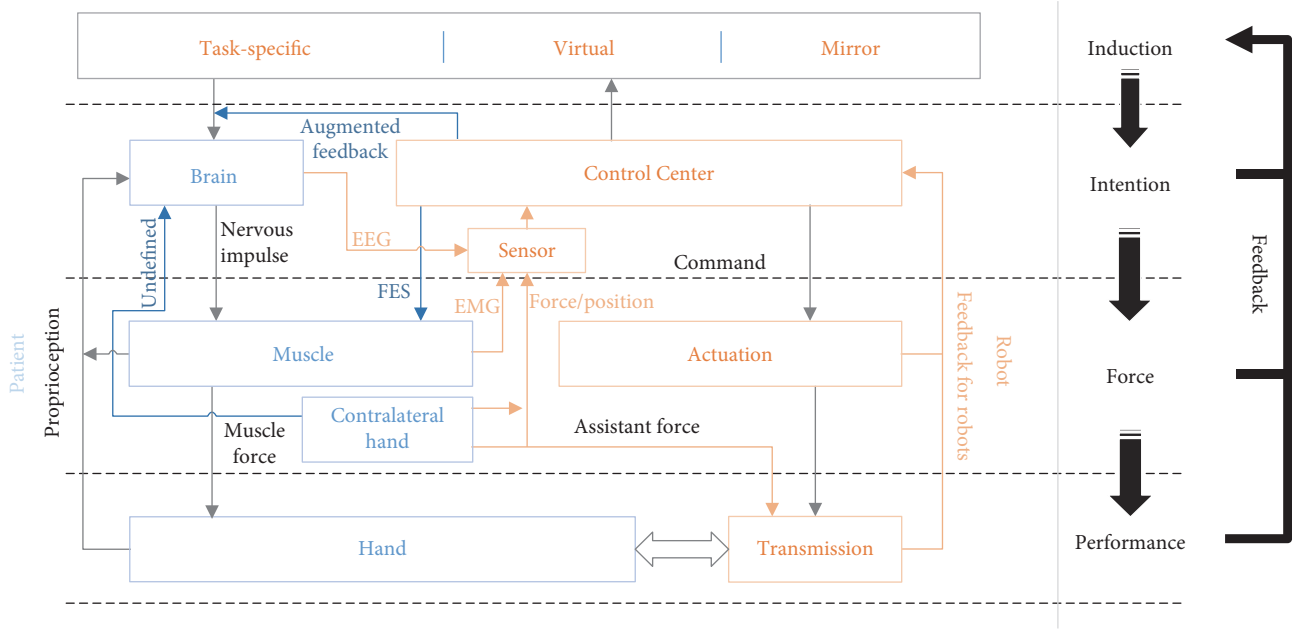 Task-specific
Virtual
Mirror
Induction
Augmented
feedback
Brain
Control Center
Intention
Nervous
impulse
EEG
Sensor
Undefined
Command
Feedback
FES
EMG
Force/position
Patient
Proprioception
Muscle
Actuation
Feedback for robots
Robot
Force
Contralateral
hand
Muscle
force
Assistant force
Hand
Transmission
Performance